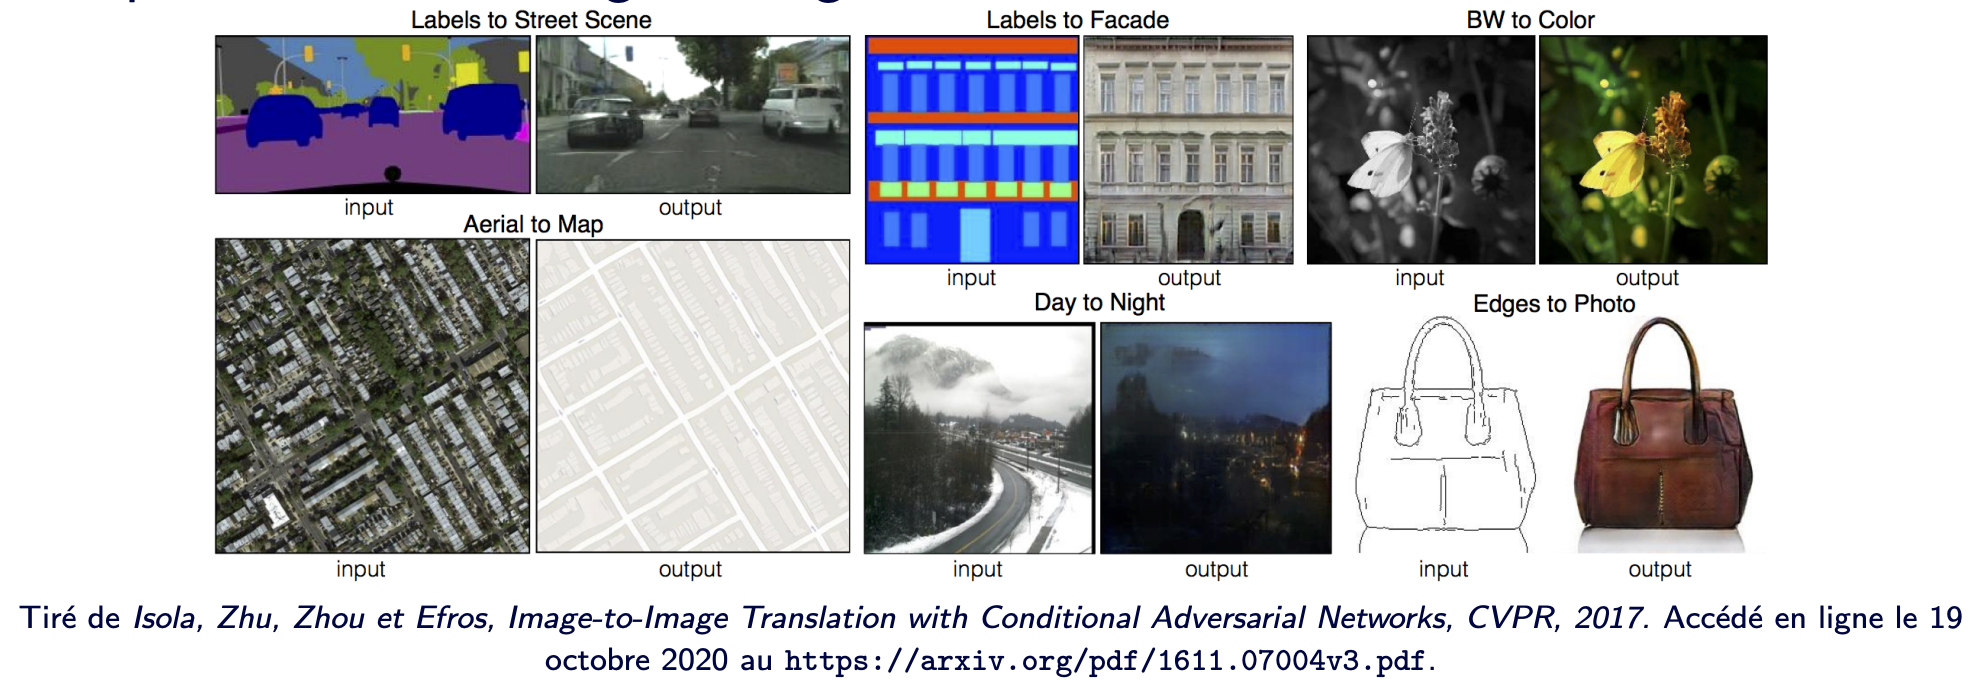 Labels to Street Scene
input
output
Aerial to Map
input
output
Labels to Facade
input
output
BW to Color
input
output
Day to Night
input
output
Edges to Photo
input
output
Tiré de Isola, Zhu, Zhou et Efros, Image-to-Image Translation with Conditional Adversarial Networks, CVPR, 2017. Accédé en ligne le 19
octobre 2020 au https://arxiv.org/pdf/1611.07004v3.pdf.